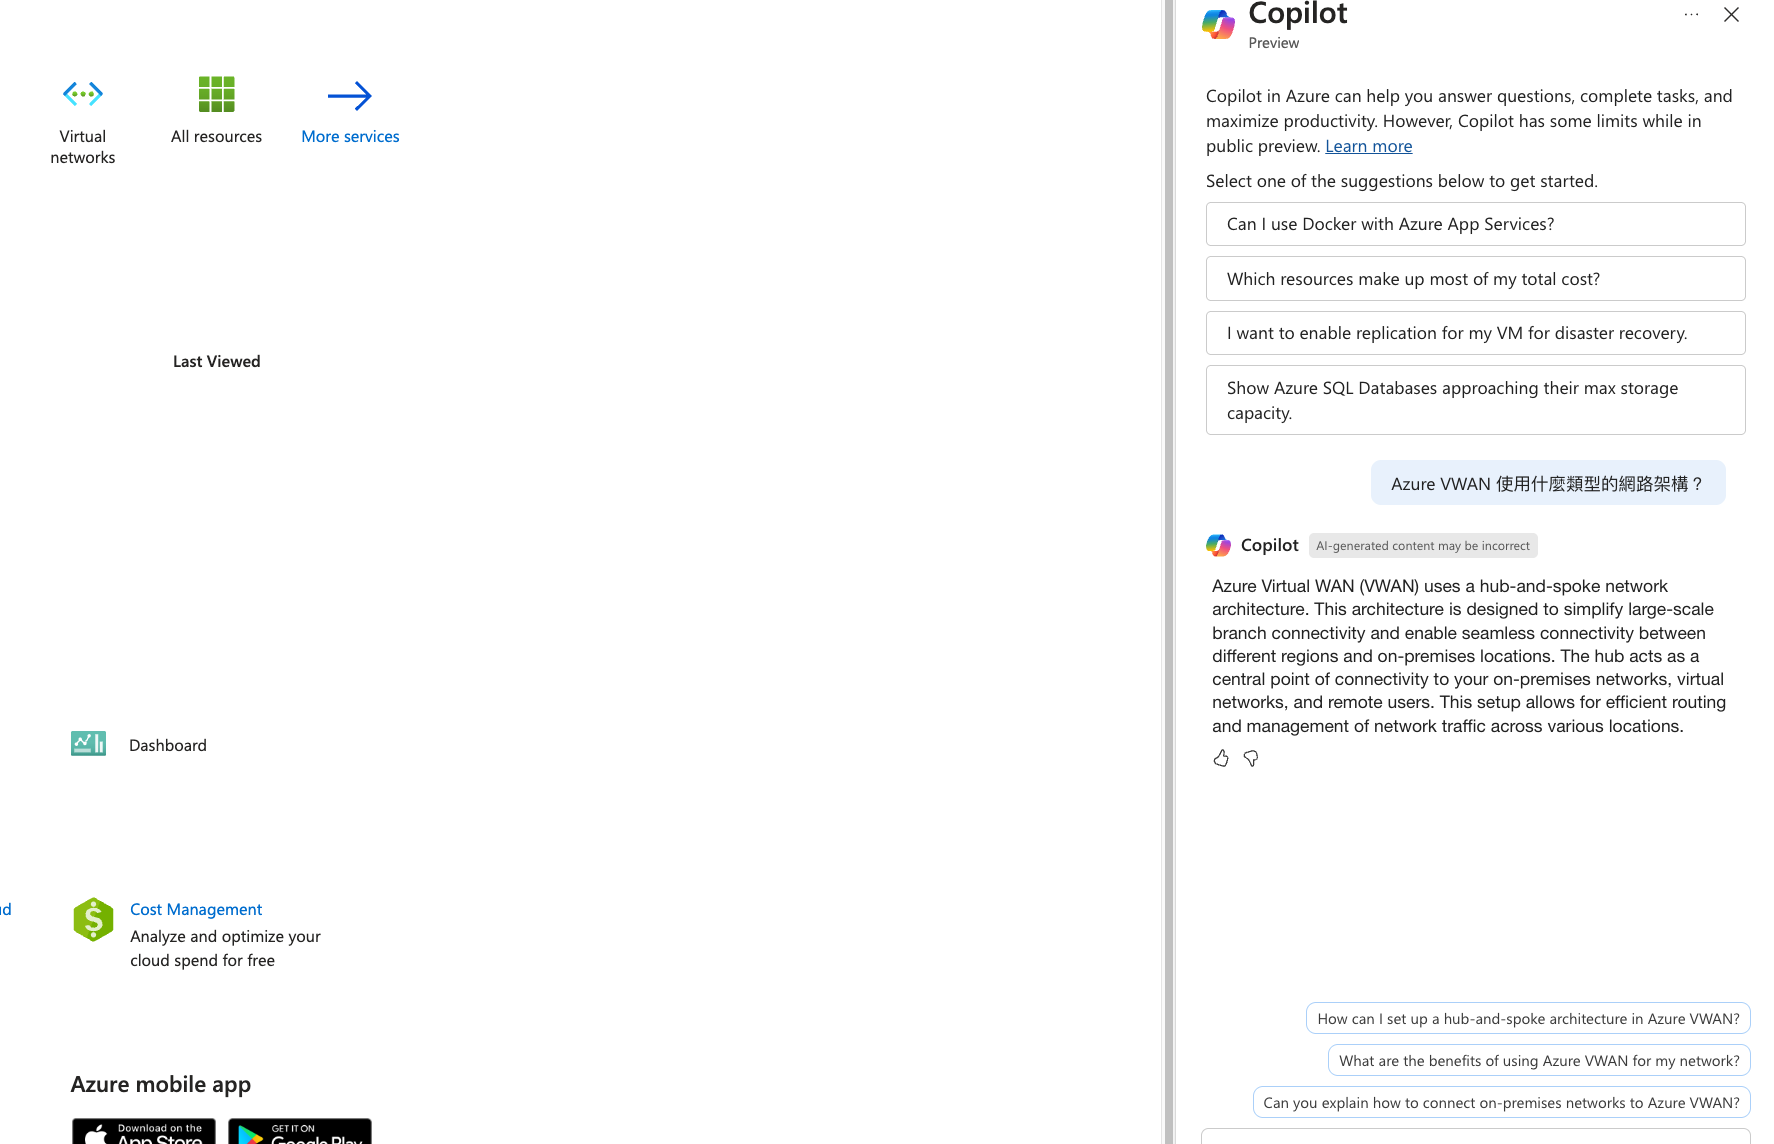 Virtual
networks
All resources
More services
Last Viewed
Dashboard
Cost Management
Analyze and optimize your
cloud spend for free
Azure mobile app
Download on the
App Store
GET IT ON
Google Play
Copilot
Preview
Copilot in Azure can help you answer questions, complete tasks, and
maximize productivity. However, Copilot has some limits while in
public preview. Learn more
Select one of the suggestions below to get started.
Can I use Docker with Azure App Services?
Which resources make up most of my total cost?
I want to enable replication for my VM for disaster recovery.
Show Azure SQL Databases approaching their max storage
capacity.
Azure VWAN 使用什麼類型的網路架構？
Copilot AI-generated content may be incorrect
Azure Virtual WAN (VWAN) uses a hub-and-spoke network
architecture. This architecture is designed to simplify large-scale
branch connectivity and enable seamless connectivity between
different regions and on-premises locations. The hub acts as a
central point of connectivity to your on-premises networks, virtual
networks, and remote users. This setup allows for efficient routing
and management of network traffic across various locations.
How can I set up a hub-and-spoke architecture in Azure VWAN?
What are the benefits of using Azure VWAN for my network?
Can you explain how to connect on-premises networks to Azure VWAN?